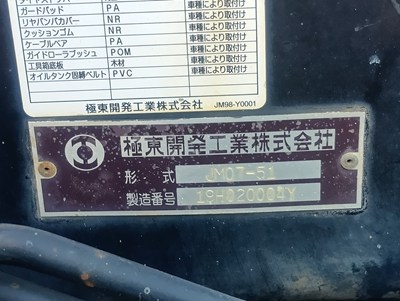 ガードパッド PA 車種により取付け
リヤバンパカバー NR 車種により取付け
クッションゴム NR 車種により取付け
ケーブルベア PA 車種により取付け
ガイドローラブッシュ POM 車種により取付け
工具箱底板 木材 車種により取付け
オイルタンク固縛ベルト PVC 車種により取付け
極東開発工業株式会社 JM98-Y0001
極東開発工業株式会社
形式 JM07-51
製造番号